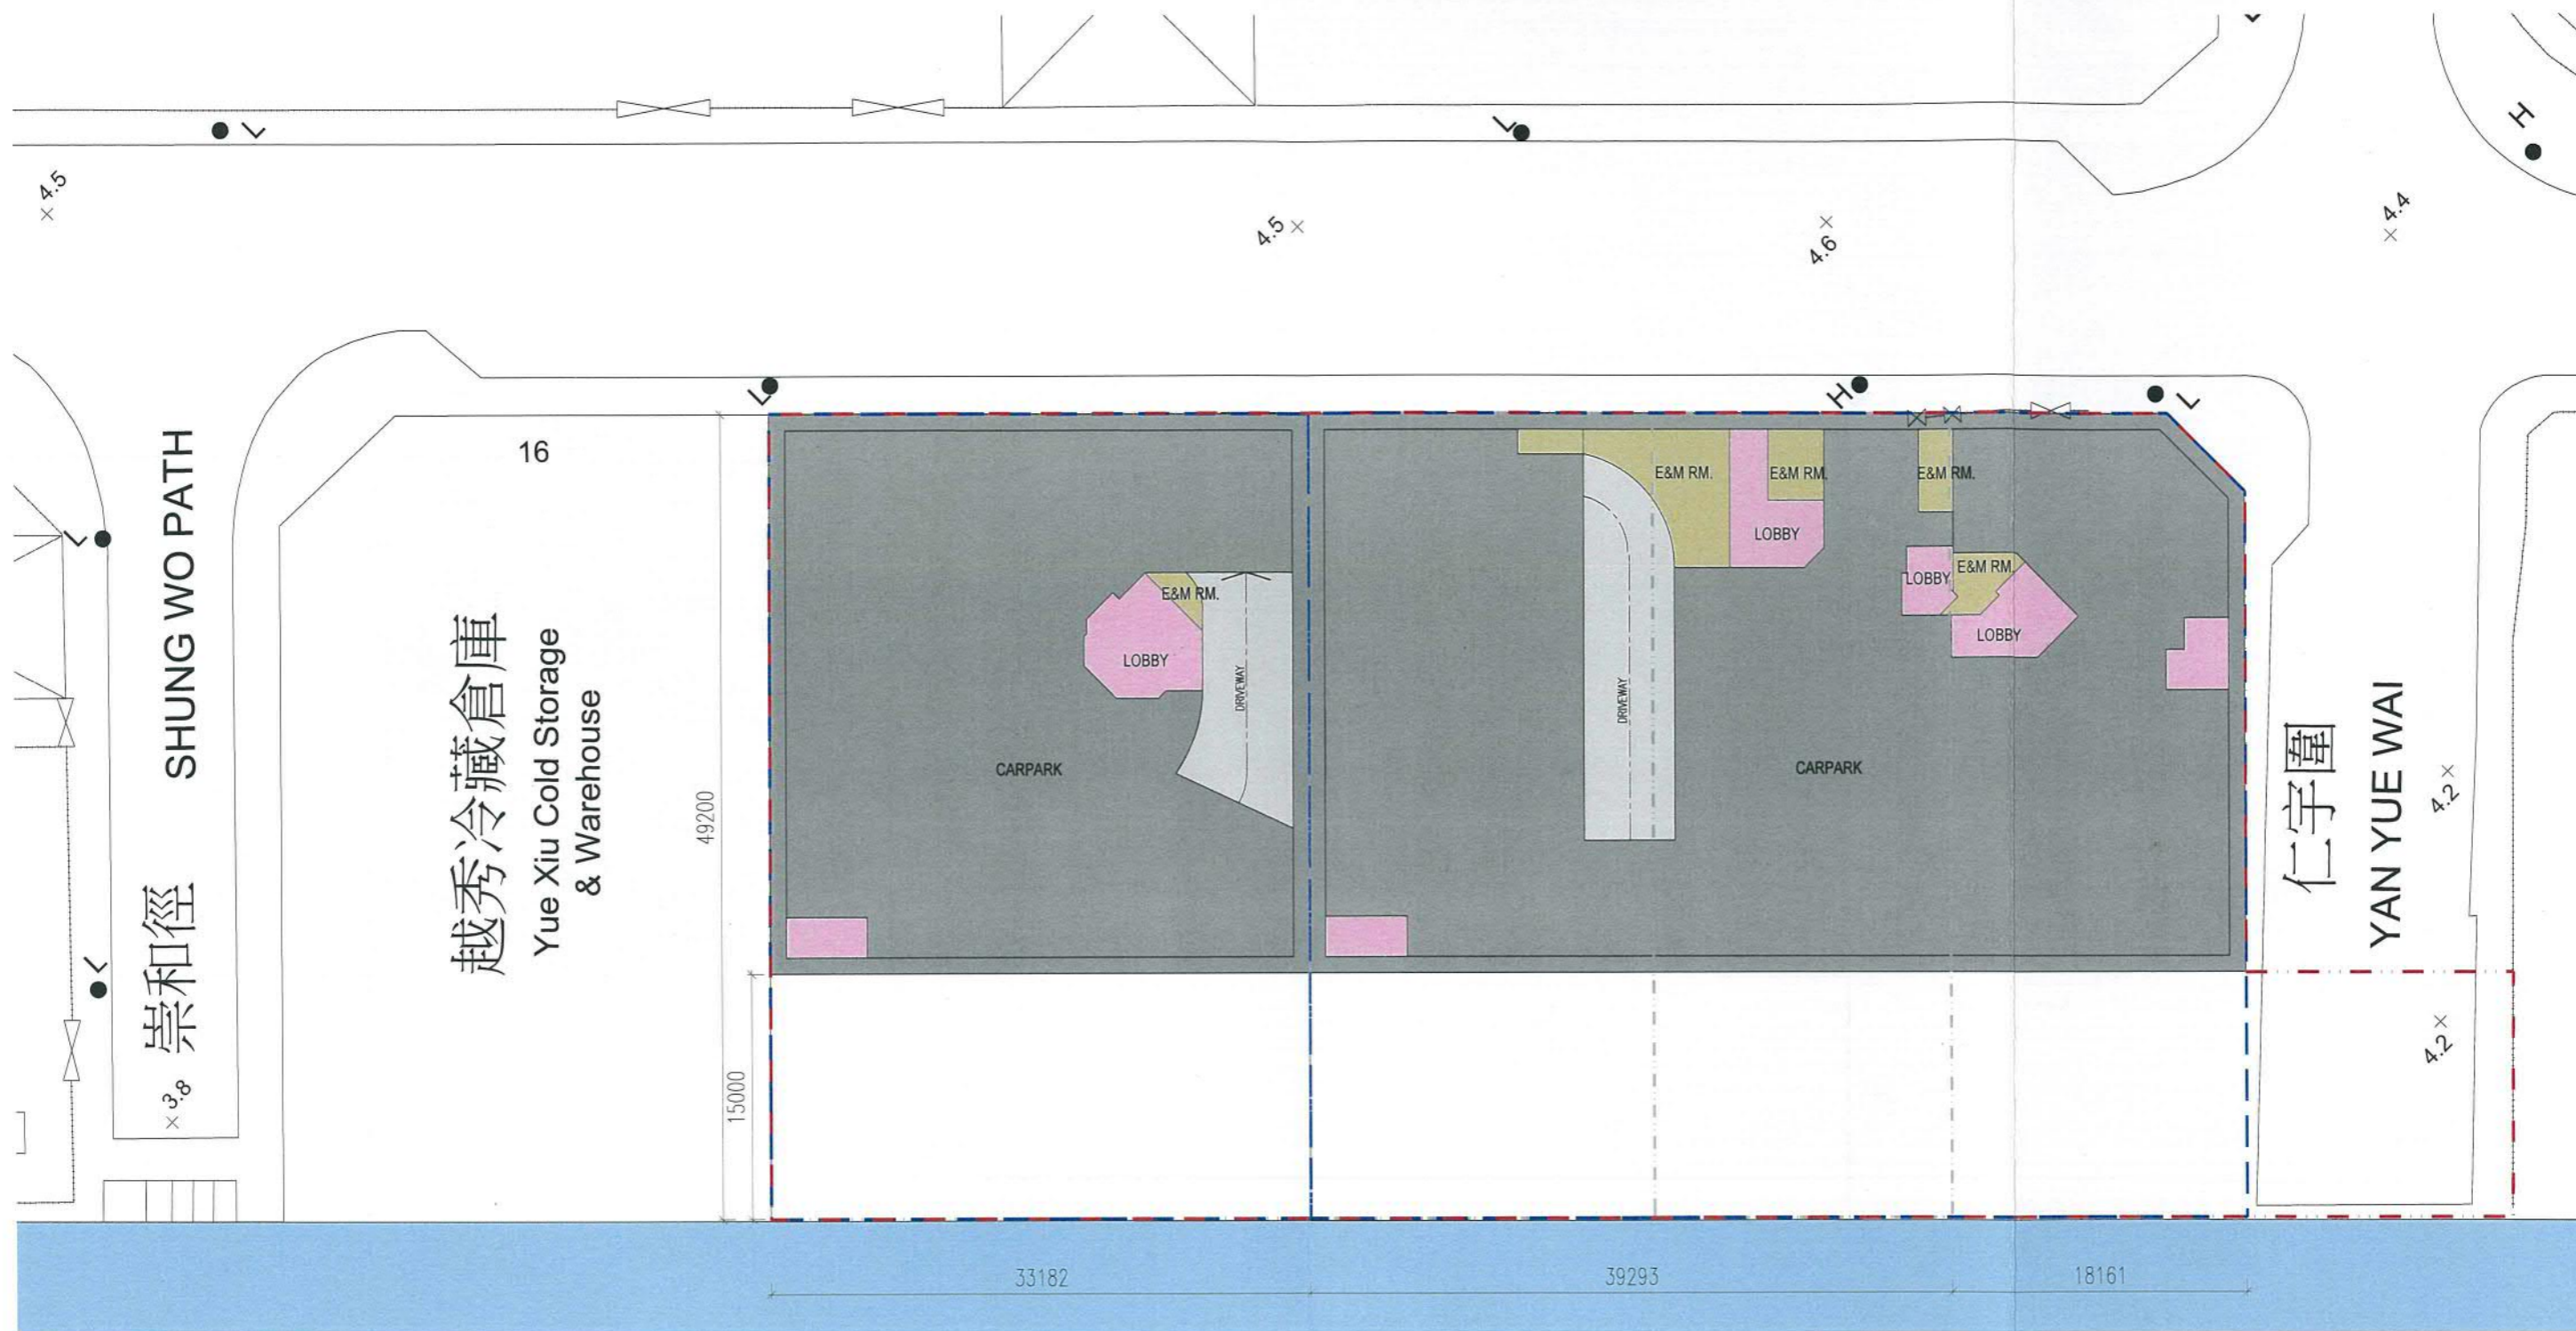 L
L
H
4.5
4.5
4.6
4.4
L
H
L
16
SHUNG WO PATH
崇和徑
L
L
3.8
越秀冷藏倉庫
Yue Xiu Cold Storage
& Warehouse
49200
15000
E&M RM.
LOBBY
DRIVEWAY
CARPARK
E&M RM.
E&M RM.
E&M RM.
LOBBY
LOBBY
E&M RM.
LOBBY
DRIVEWAY
CARPARK
仁宇圍
YAN YUE WAI
4.2
4.2
33182
39293
18161